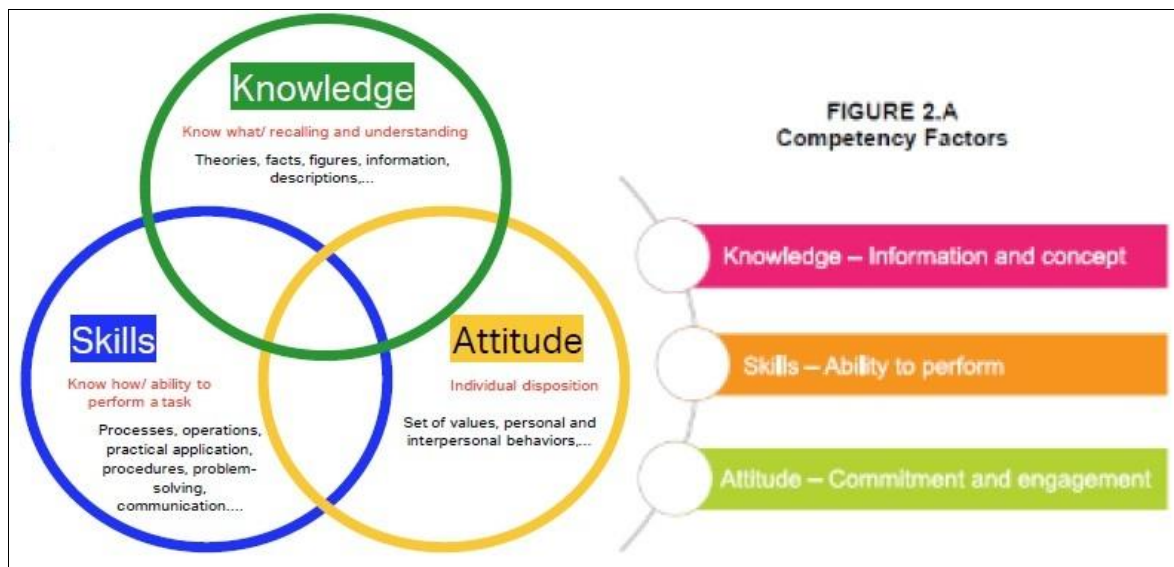 Knowledge
Know what/ recalling and understanding
Theories, facts, figures, information,
descriptions,...
Skills
Know how/ ability to
perform a task
Processes, operations,
practical application,
procedures, problem-
solving,
communication....
Attitude
Individual disposition
Set of values, personal and
interpersonal behaviors,...
FIGURE 2.A
Competency Factors
Knowledge – Information and concept
Skills – Ability to perform
Attitude – Commitment and engagement